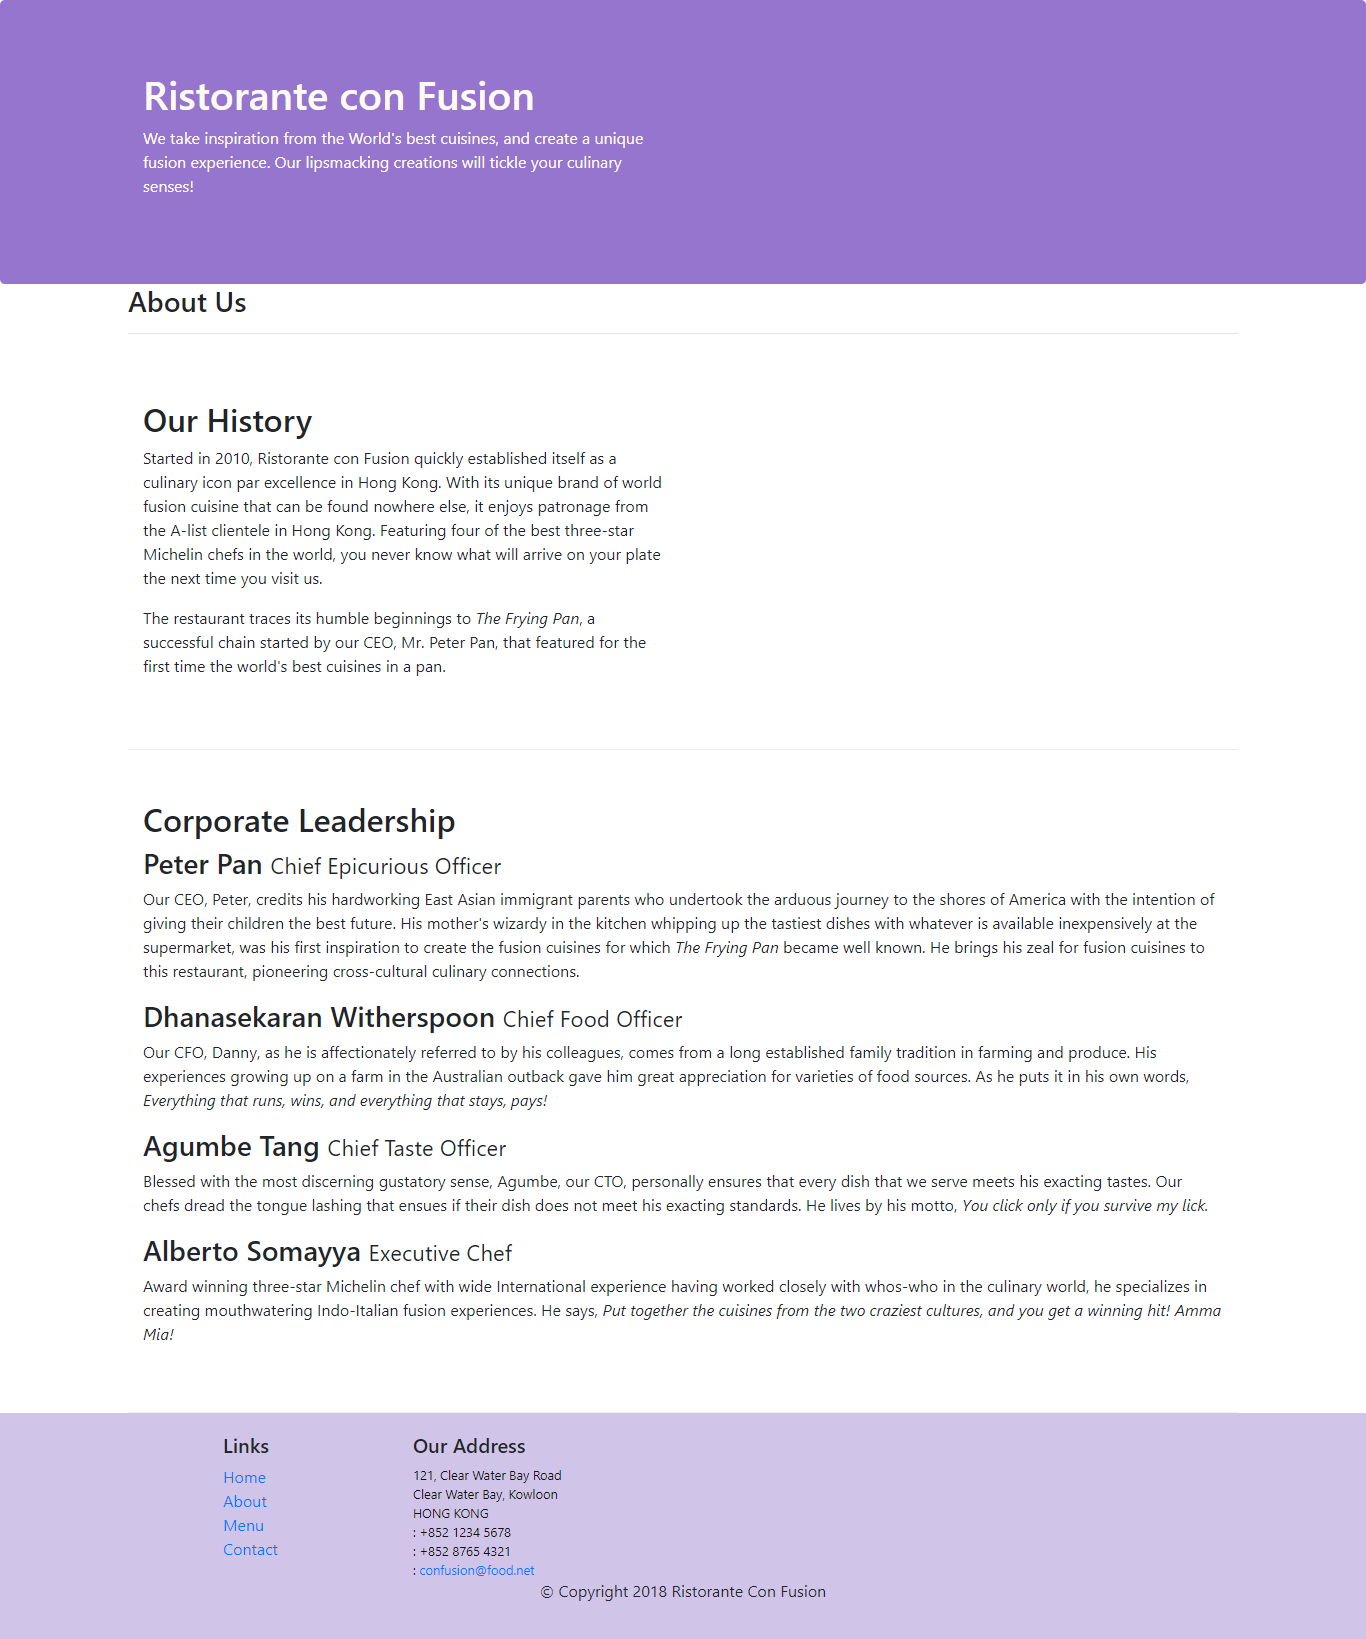 Ristorante con Fusion
We take inspiration from the World's best cuisines, and create a unique
fusion experience. Our lipsmacking creations will tickle your culinary
senses!
About Us
Our History
Started in 2010, Ristorante con Fusion quickly established itself as a
culinary icon par excellence in Hong Kong. With its unique brand of world
fusion cuisine that can be found nowhere else, it enjoys patronage from
the A-list clientele in Hong Kong. Featuring four of the best three-star
Michelin chefs in the world, you never know what will arrive on your plate
the next time you visit us.
The restaurant traces its humble beginnings to The Frying Pan, a
successful chain started by our CEO, Mr. Peter Pan, that featured for the
first time the world's best cuisines in a pan.
Corporate Leadership
Peter Pan Chief Epicurious Officer
Our CEO, Peter, credits his hardworking East Asian immigrant parents who undertook the arduous journey to the shores of America with the intention of
giving their children the best future. His mother's wizardy in the kitchen whipping up the tastiest dishes with whatever is available inexpensively at the
supermarket, was his first inspiration to create the fusion cuisines for which The Frying Pan became well known. He brings his zeal for fusion cuisines to
this restaurant, pioneering cross-cultural culinary connections.
Dhanasekaran Witherspoon Chief Food Officer
Our CFO, Danny, as he is affectionately referred to by his colleagues, comes from a long established family tradition in farming and produce. His
experiences growing up on a farm in the Australian outback gave him great appreciation for varieties of food sources. As he puts it in his own words,
Everything that runs, wins, and everything that stays, pays!
Agumbe Tang Chief Taste Officer
Blessed with the most discerning gustatory sense, Agumbe, our CTO, personally ensures that every dish that we serve meets his exacting tastes. Our
chefs dread the tongue lashing that ensues if their dish does not meet his exacting standards. He lives by his motto, You click only if you survive my lick.
Alberto Somayya Executive Chef
Award winning three-star Michelin chef with wide International experience having worked closely with whos-who in the culinary world, he specializes in
creating mouthwatering Indo-Italian fusion experiences. He says, Put together the cuisines from the two craziest cultures, and you get a winning hit! Amma
Mia!
Links
Home
About
Menu
Contact
Our Address
121, Clear Water Bay Road
Clear Water Bay, Kowloon
HONG KONG
: +852 1234 5678
: +852 8765 4321
: confusion@food.net
© Copyright 2018 Ristorante Con Fusion